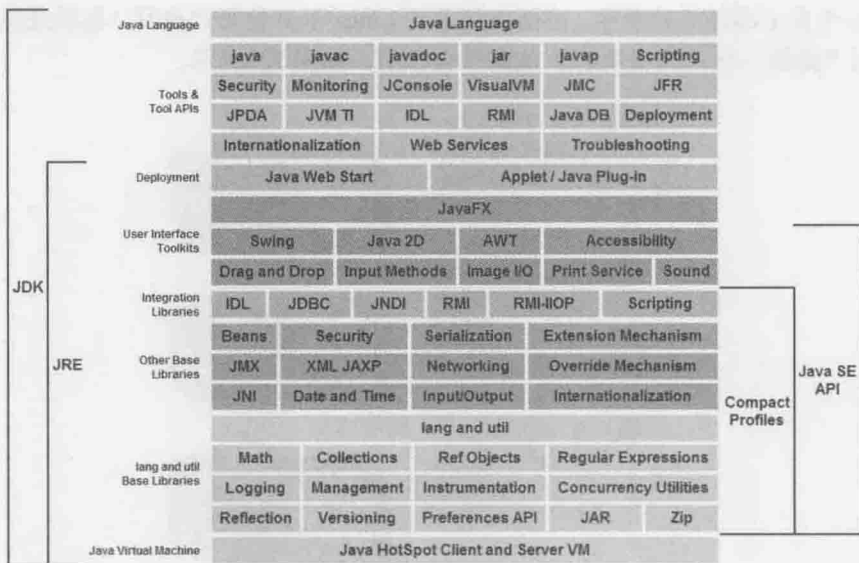 Java Language Java Language
java javac javadoc jar javap Scripting
Security Monitoring JConsole VisualVM JMC JFR
Tools &
Tool APIs
JPDA JVM TI IDL RMI Java DB Deployment
Internationalization Web Services Troubleshooting
Deployment Java Web Start Applet / Java Plug-in
JavaFX
User Interface
Toolkits
Swing Java 2D AWT Accessibility
Drag and Drop Input Methods Image I/O Print Service Sound
JDK
Integration
Libraries
IDL JDBC JNDI RMI RMI-IIOP Scripting
Beans Security Serialization Extension Mechanism
JRE
Other Base
Libraries
JMX XML JAXP Networking Override Mechanism
Java SE
API
JNI Date and Time Input/Output Internationalization
Compact
Profiles
lang and util
Math Collections Ref Objects Regular Expressions
lang and util
Base Libraries
Logging Management Instrumentation Concurrency Utilities
Reflection Versioning Preferences API JAR Zip
Java Virtual Machine Java HotSpot Client and Server VM